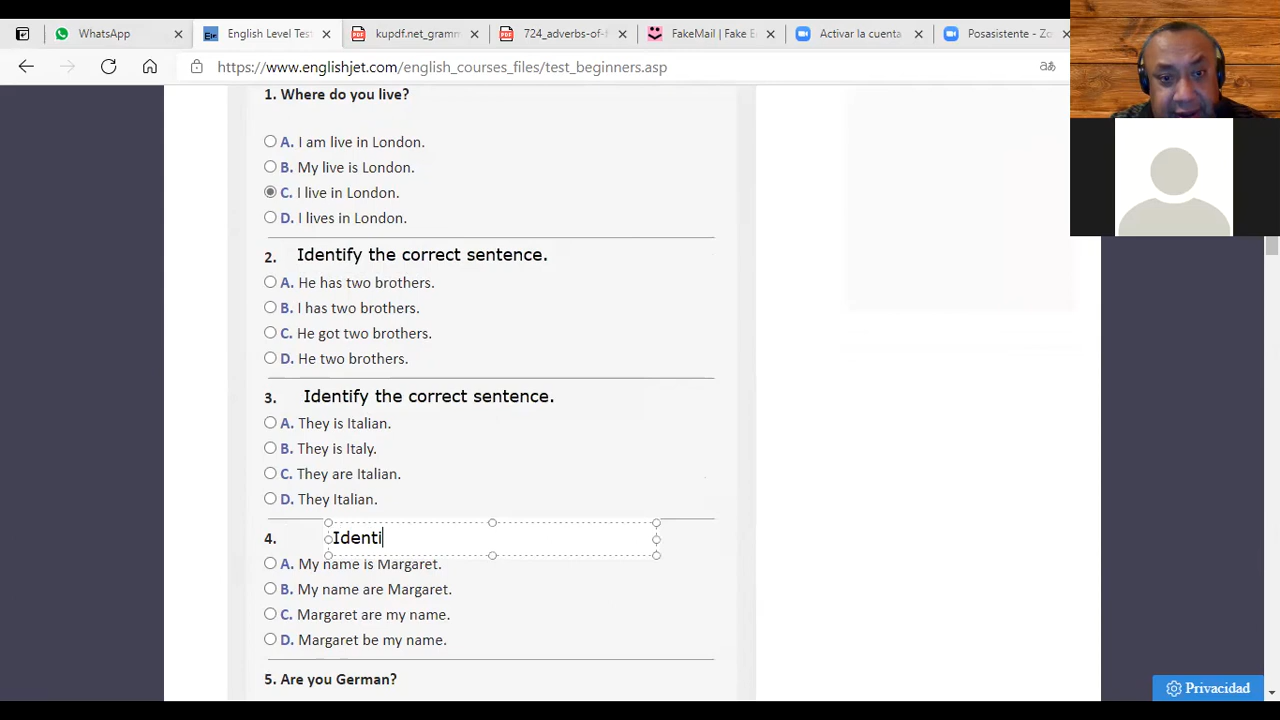 WhatsApp
English Level Tes
kupdf.net_gramm
724_adverbs-of-f
FakeMail | Fake E
Activar la cuenta
Posasistente - Zo
https://www.englishjet.com/english_courses_files/test_beginners.asp
1. Where do you live?
A. I am live in London.
B. My live is London.
C. I live in London.
D. I lives in London.
2. Identify the correct sentence.
A. He has two brothers.
B. I has two brothers.
C. He got two brothers.
D. He two brothers.
3. Identify the correct sentence.
A. They is Italian.
B. They is Italy.
C. They are Italian.
D. They Italian.
4. Identi
A. My name is Margaret.
B. My name are Margaret.
C. Margaret are my name.
D. Margaret be my name.
5. Are you German?
Privacidad